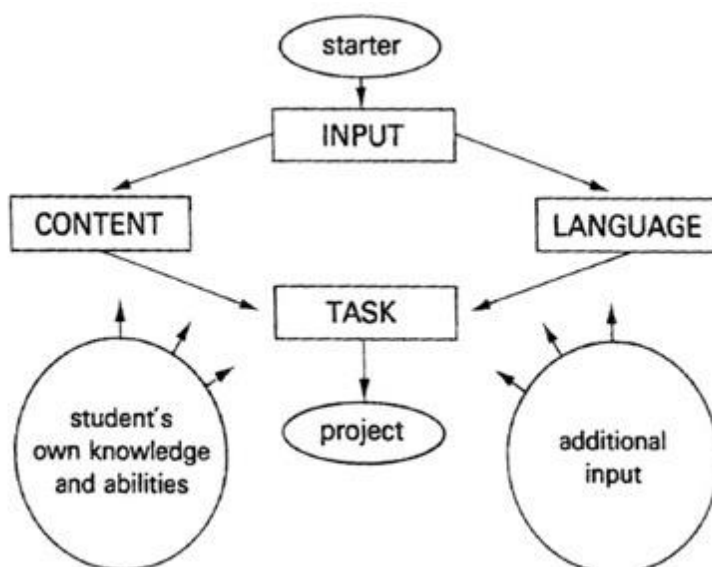 starter
INPUT
CONTENT
LANGUAGE
TASK
student's
own knowledge
and abilities
project
additional
input